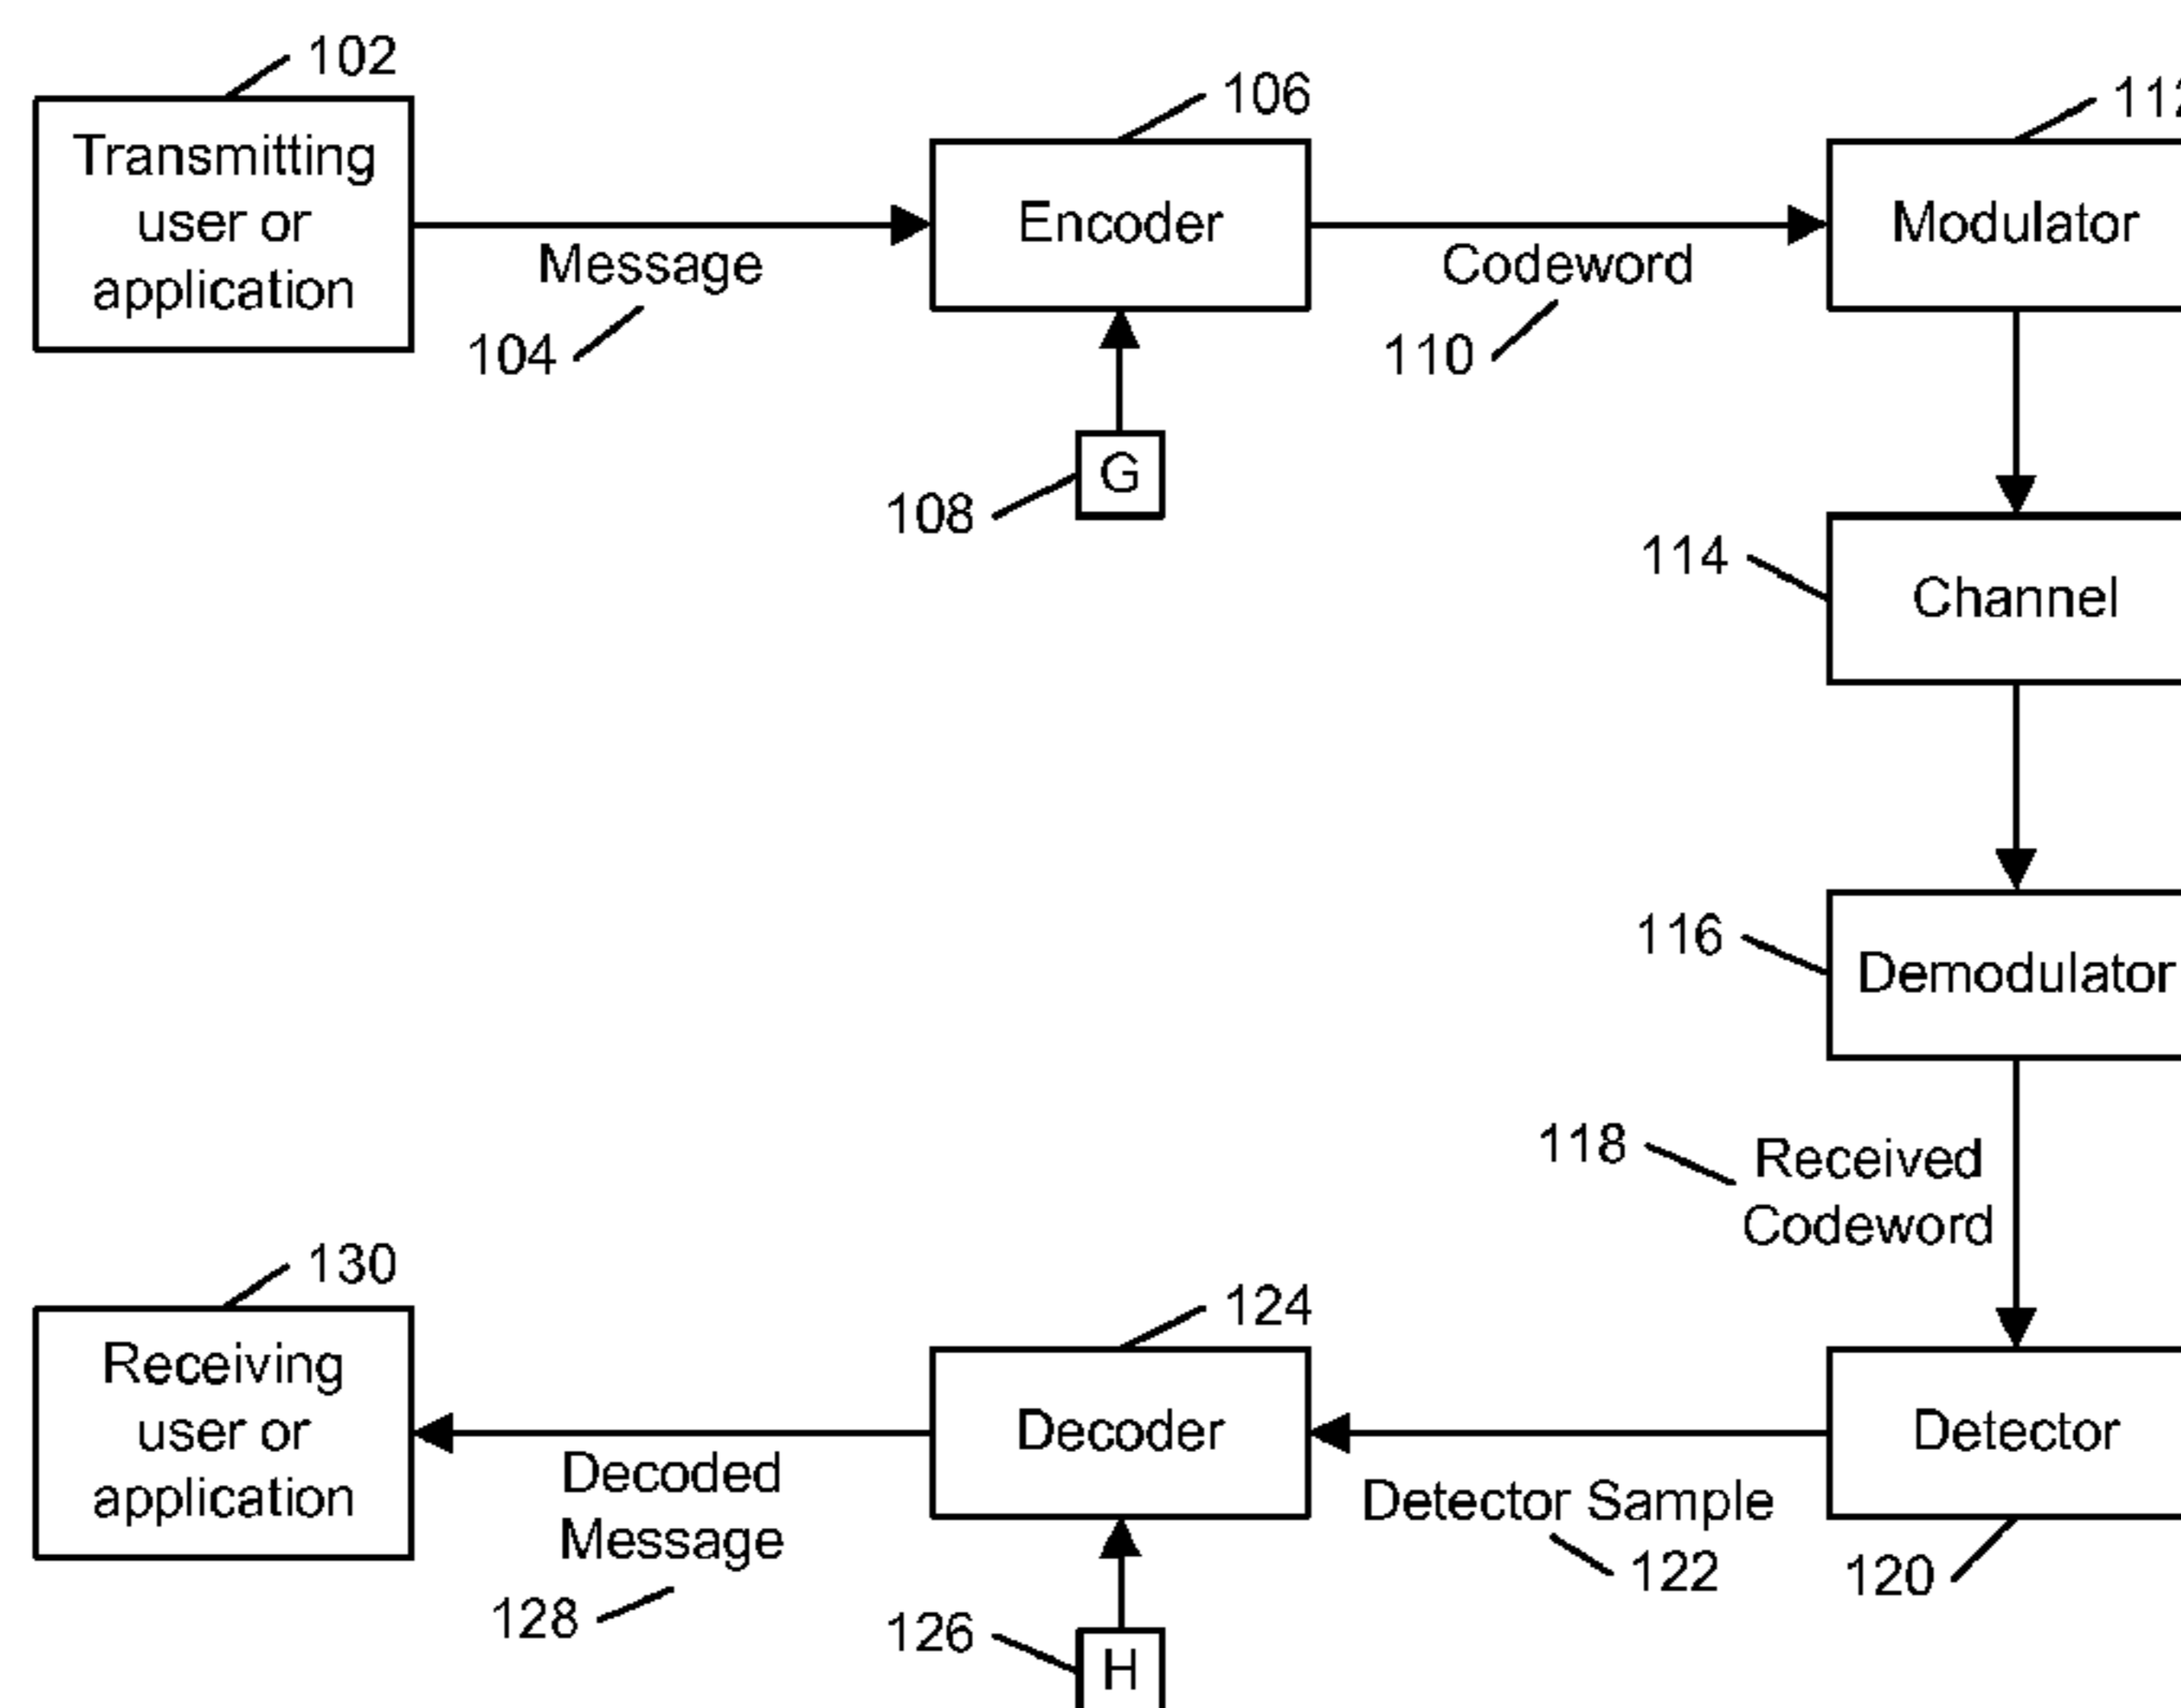 102
Transmitting
user or
application
Message
104
106
Encoder
G
108
Codeword
110
112
Modulator
114
Channel
116
Demodulator
118
Received
Codeword
Detector
120
Detector Sample
122
124
Decoder
H
126
Decoded
Message
128
130
Receiving
user or
application